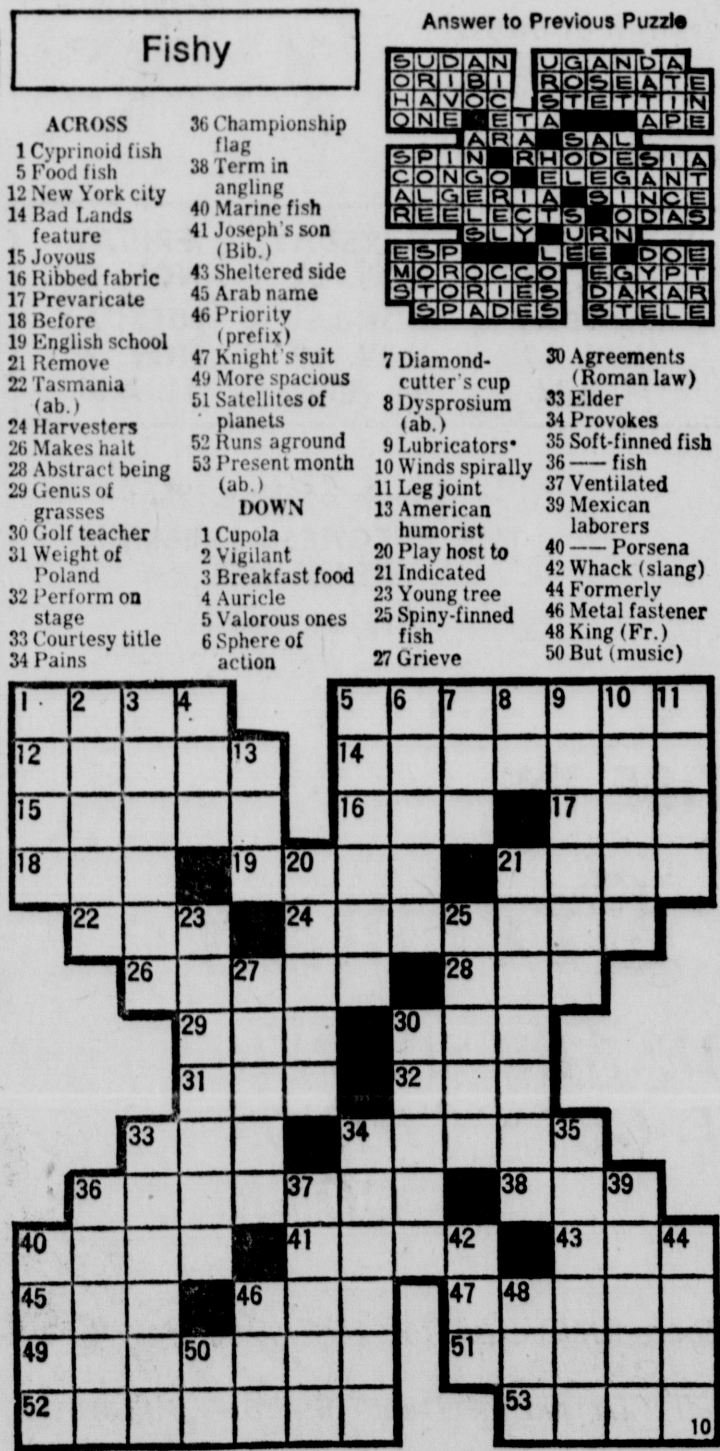 Fishy
ACROSS
1 Cyprinoid fish
5 Food fish
12 New York city
14 Bad Lands
feature
15 Joyous
16 Ribbed fabric
17 Prevaricate
18 Before
19 English school
21 Remove
22 Tasmania
(ab.)
24 Harvesters
26 Makes halt
28 Abstract being
29 Genus of
grasses
30 Golf teacher
31 Weight of
Poland
32 Perform on
stage
33 Courtesy title
34 Pains
36 Championship
flag
38 Term in
angling
40 Marine fish
41 Joseph's son
(Bib.)
43 Sheltered side
45 Arab name
46 Priority
(prefix)
47 Knight's suit
49 More spacious
51 Satellites of
planets
52 Runs aground
53 Present month
(ab.)
DOWN
1 Cupola
2 Vigilant
3 Breakfast food
4 Auricle
5 Valorous ones
6 Sphere of
action
Answer to Previous Puzzle
SUDAN UGANDA
ORIBI ROSEATE
HAVOC STETTIN
ONE ETA APE
ARA SAL
SPIN RHODESIA
CONGO ELEGANT
ALGERIA SINCE
REELECTS ODAS
SLY URN
ESP LEE DOE
MOROCCO EGYPT
STORIES DAKAR
SPADES STELE
7 Diamond-
cutter's cup
8 Dysprosium
(ab.)
9 Lubricators
10 Winds spirally
11 Leg joint
13 American
humorist
20 Play host to
21 Indicated
23 Young tree
25 Spiny-finned
fish
27 Grieve
30 Agreements
(Roman law)
33 Elder
34 Provokes
35 Soft-finned fish
36 —— fish
37 Ventilated
39 Mexican
laborers
40 —— Porsena
42 Whack (slang)
44 Formerly
46 Metal fastener
48 King (Fr.)
50 But (music)
1 2 3 4 5 6 7 8 9 10 11
12 13 14
15 16 17
18 19 20 21
22 23 24 25
26 27 28
29 30
31 32
33 34 35
36 37 38 39
40 41 42 43 44
45 46 47 48
49 50 51
52 53 10